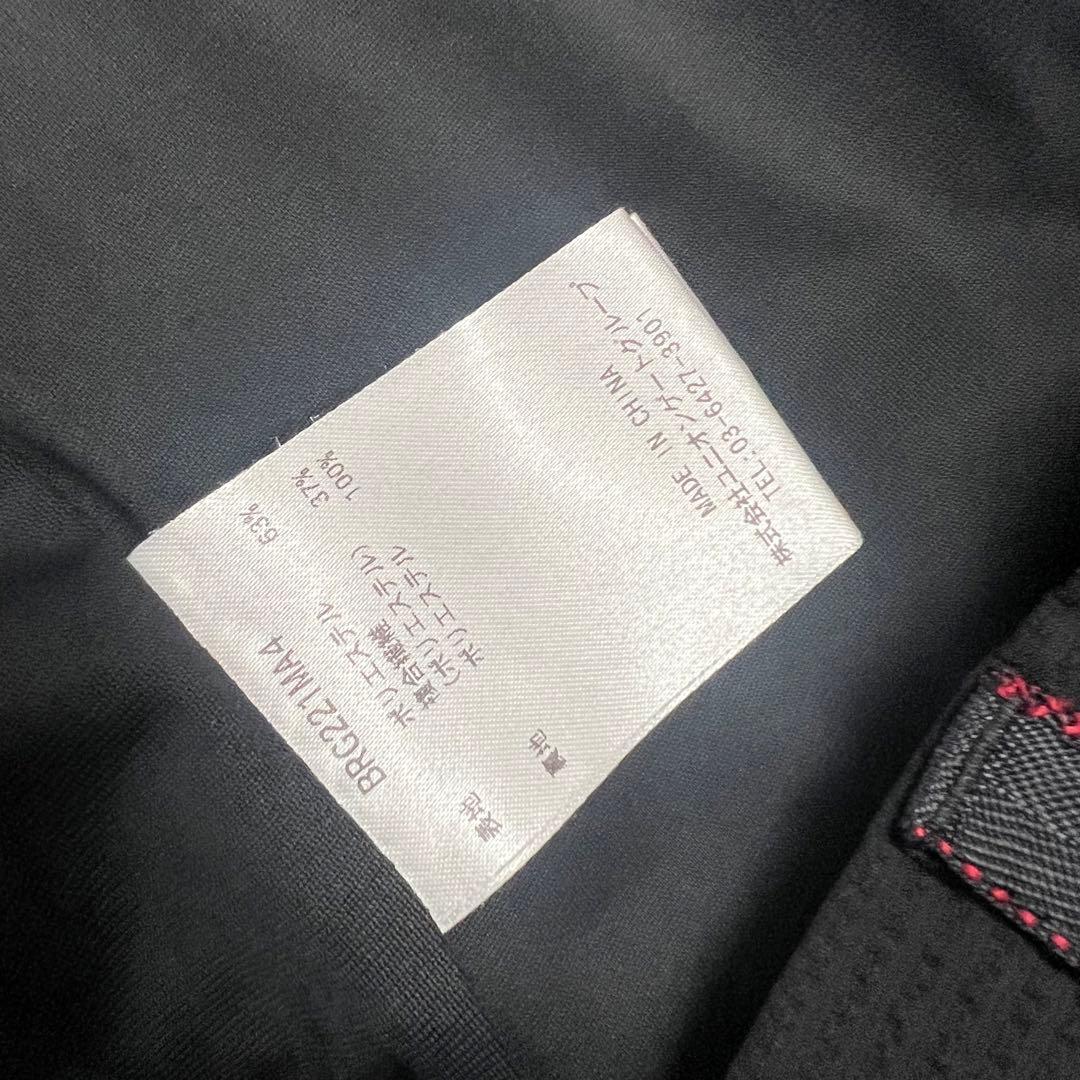 BRG221MA4
表地 ポリエステル 63%
複合繊維
(ポリエステル) 37%
裏地 ポリエステル 100%
MADE IN CHINA
株式会社ユニオンゲートグループ
TEL:03-6427-3901